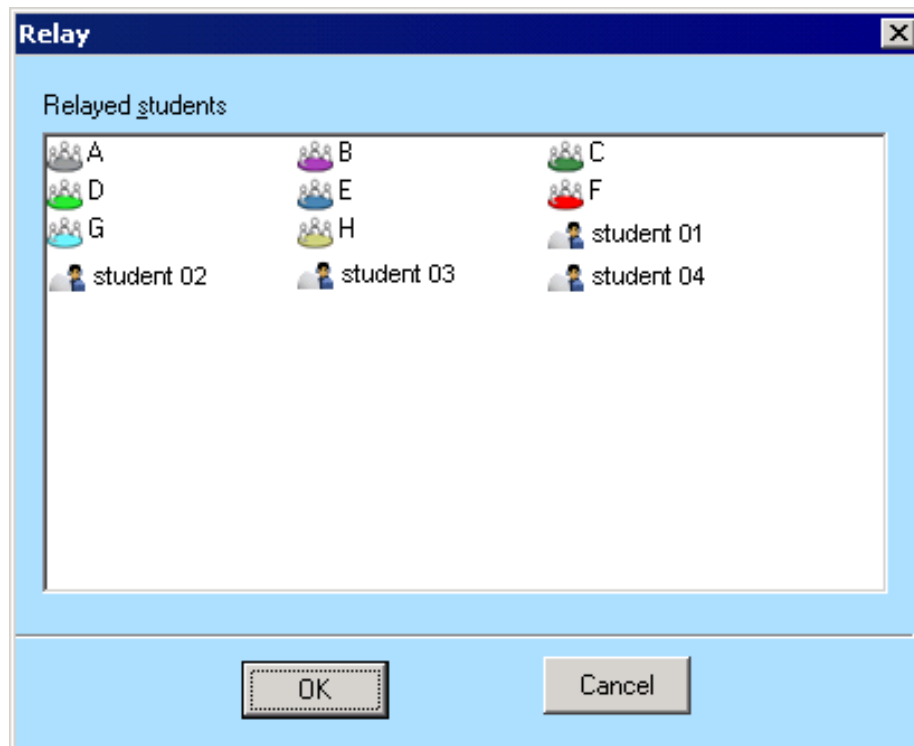 Relay
Relayed students
A B C
D E F
G H student 01
student 02 student 03 student 04
OK Cancel